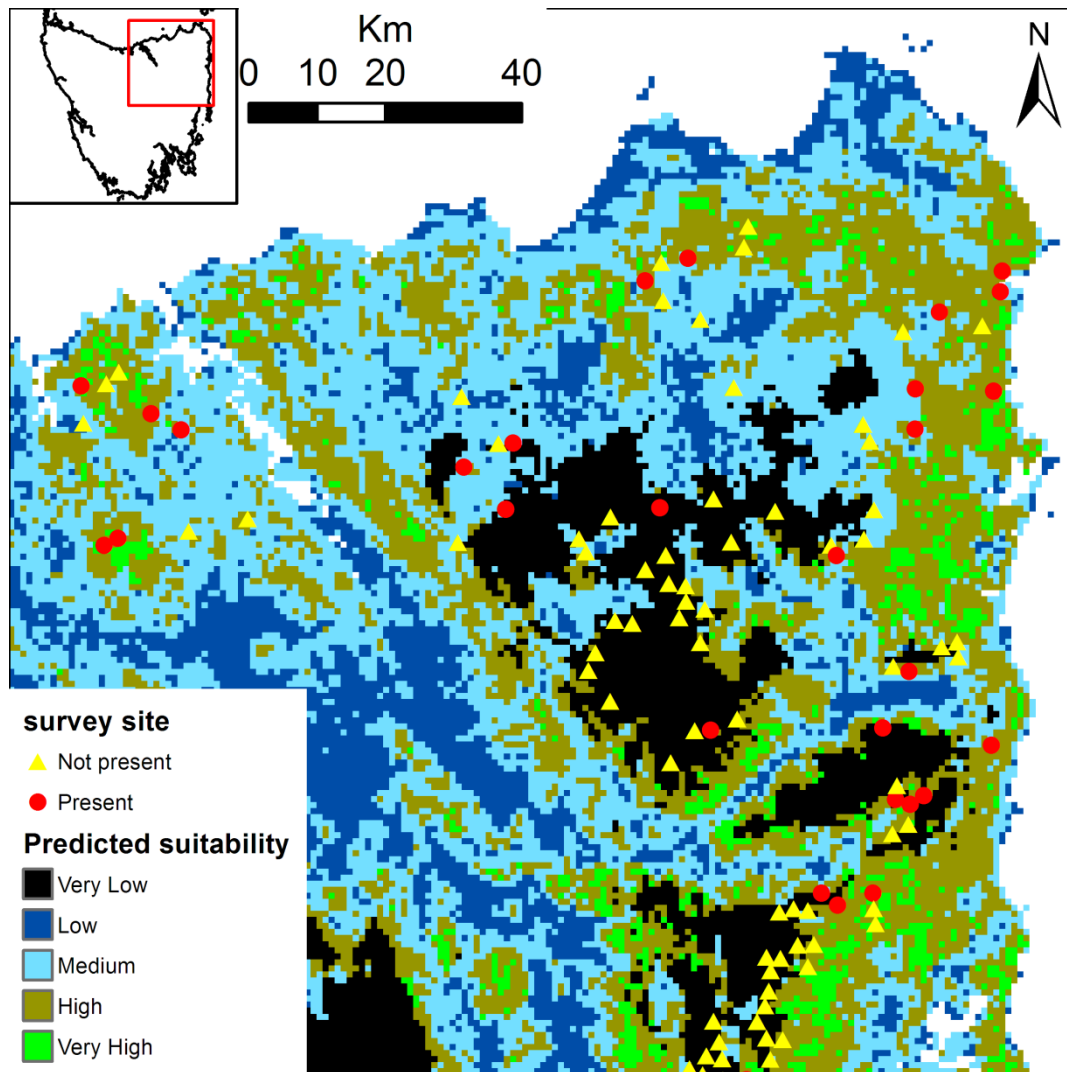 Km
0 10 20 40
N
survey site
Not present
Present
Predicted suitability
Very Low
Low
Medium
High
Very High